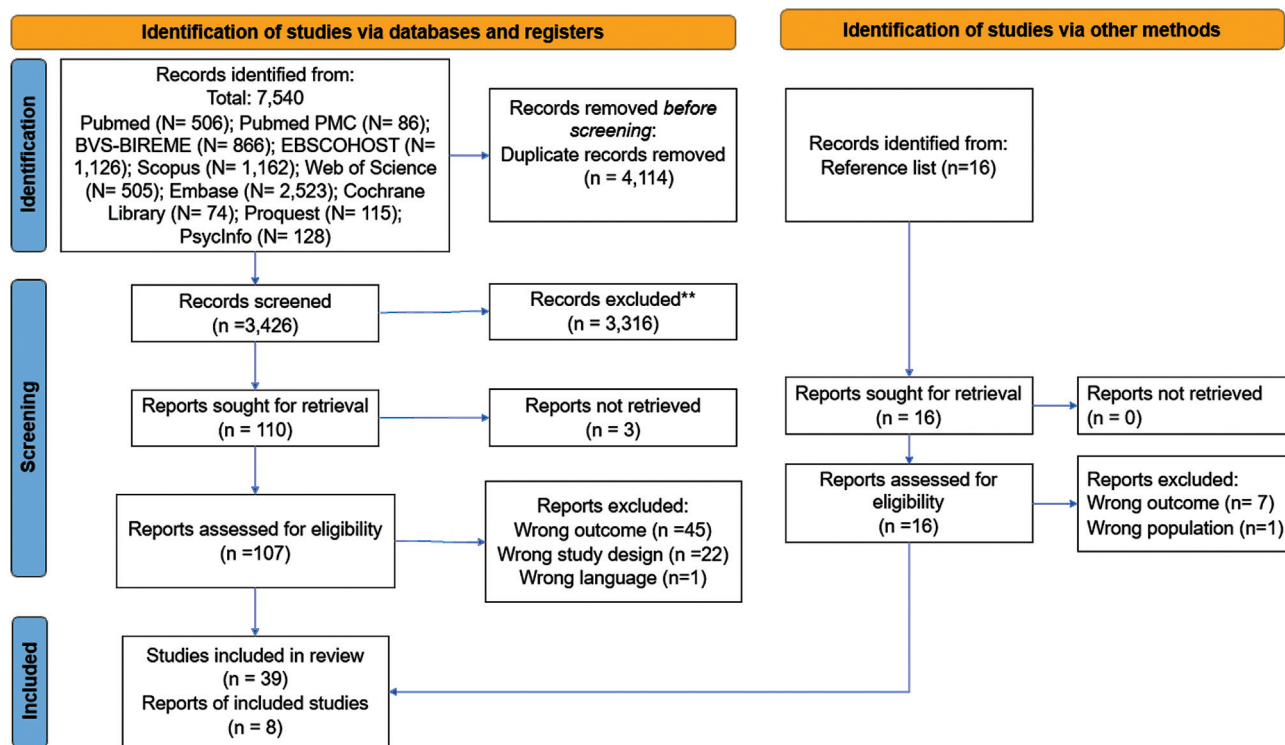 Identification of studies via databases and registers
Identification of studies via other methods
Identification
Records identified from:
Total: 7,540
Pubmed (N= 506); Pubmed PMC (N= 86);
BVS-BIREME (N= 866); EBSCOHOST (N=
1,126); Scopus (N= 1,162); Web of Science
(N= 505); Embase (N= 2,523); Cochrane
Library (N= 74); Proquest (N= 115);
PsycInfo (N= 128)
Records removed before
screening:
Duplicate records removed
(n = 4,114)
Records identified from:
Reference list (n=16)
Screening
Records screened
(n =3,426)
Records excluded**
(n = 3,316)
Reports sought for retrieval
(n = 110)
Reports not retrieved
(n = 3)
Reports sought for retrieval
(n = 16)
Reports not retrieved
(n = 0)
Reports assessed for eligibility
(n =107)
Reports excluded:
Wrong outcome (n =45)
Wrong study design (n =22)
Wrong language (n=1)
Reports assessed for
eligibility
(n =16)
Reports excluded:
Wrong outcome (n= 7)
Wrong population (n=1)
Included
Studies included in review
(n = 39)
Reports of included studies
(n = 8)